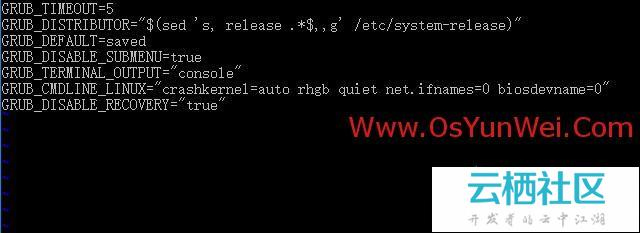 GRUB_TIMEOUT=5
GRUB_DISTRIBUTOR="$(sed 's, release .*$,,g' /etc/system-release)"
GRUB_DEFAULT=saved
GRUB_DISABLE_SUBMENU=true
GRUB_TERMINAL_OUTPUT="console"
GRUB_CMDLINE_LINUX="crashkernel=auto rhgb quiet net.ifnames=0 biosdevname=0"
GRUB_DISABLE_RECOVERY="true"
~
~
~
~
~
~
~
Www.OsYunWei.Com
云栖社区
开发者的云中江湖